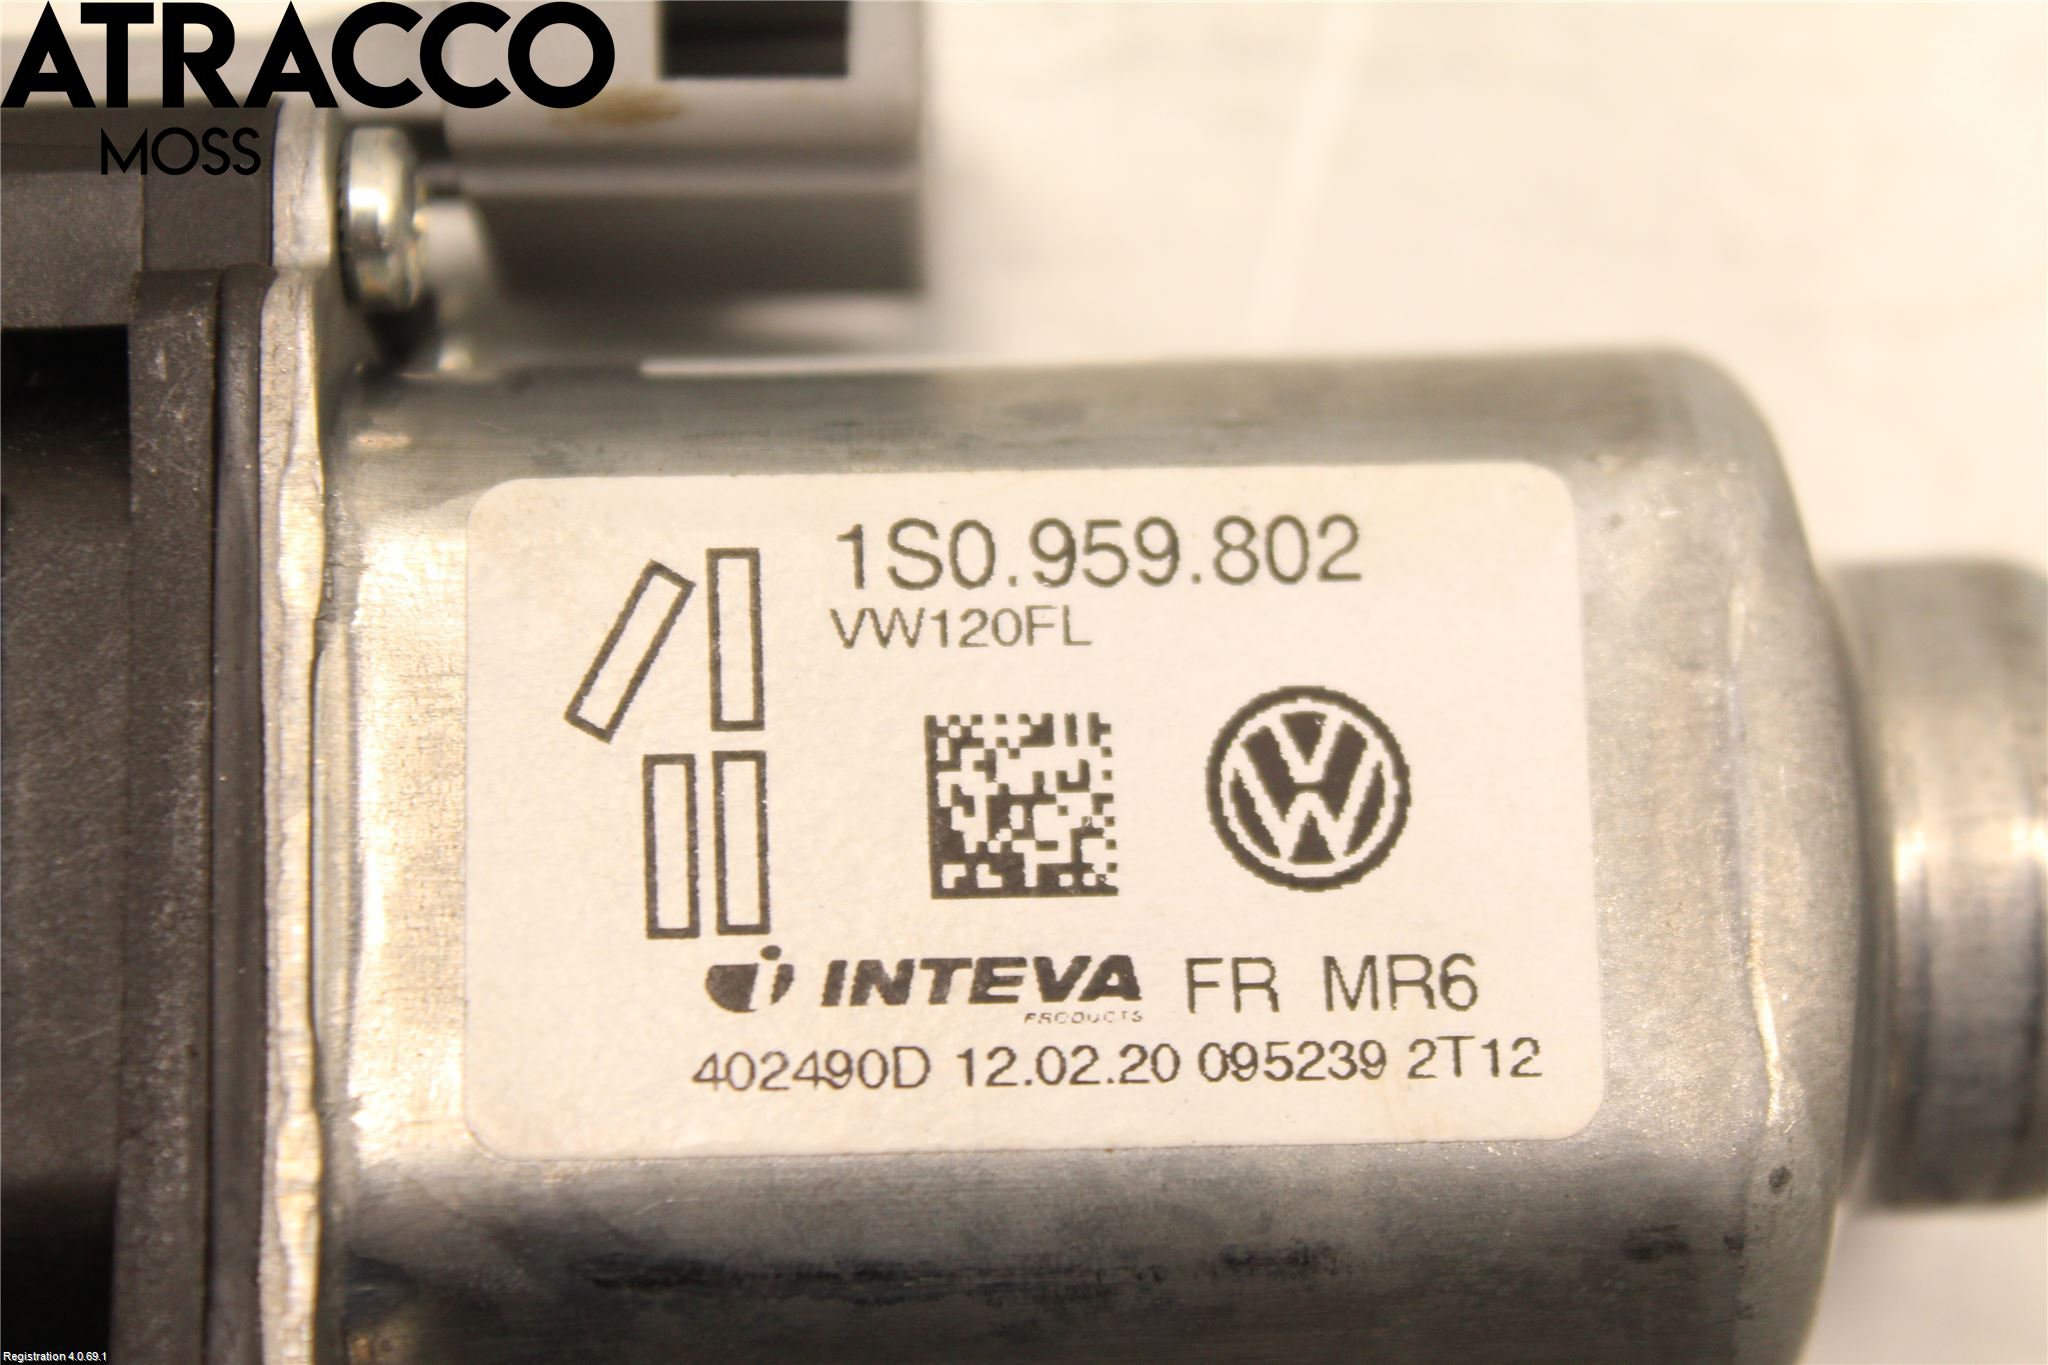 ATRACCO
MOSS
1S0.959.802
VW120FL
INTEVA FR MR6
PRODUCTS
402490D 12.02.20 095239 2T12
Registration 4.0.69.1